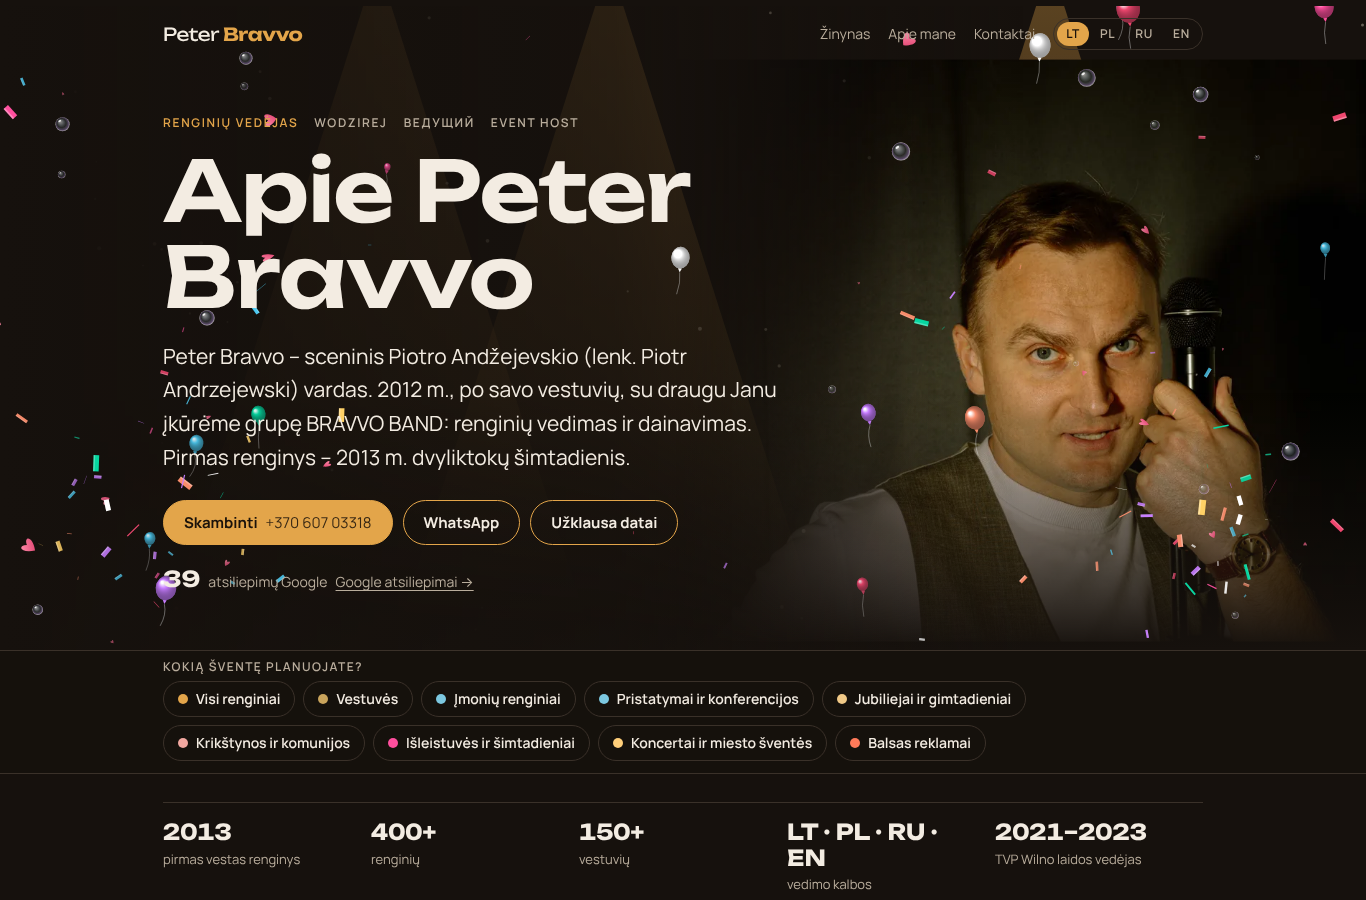 Peter Bravvo
Žinynas Apie mane Kontaktai LT PL RU EN
RENGINIŲ VEDĖJAS WODZIREJ ВЕДУЩИЙ EVENT HOST
Apie Peter
Bravvo
Peter Bravvo – sceninis Piotro Andžejevskio (lenk. Piotr
Andrzejewski) vardas. 2012 m., po savo vestuvių, su draugu Janu
įkūrėme grupę BRAVVO BAND: renginių vedimas ir dainavimas.
Pirmas renginys – 2013 m. dvyliktokų šimtadienis.
Skambinti +370 607 03318 WhatsApp Užklausa datai
39 atsiliepimų Google Google atsiliepimai →
KOKIĄ ŠVENTĘ PLANUOJATE?
Visi renginiai Vestuvės Įmonių renginiai Pristatymai ir konferencijos Jubiliejai ir gimtadieniai
Krikštynos ir komunijos Išleistuvės ir šimtadieniai Koncertai ir miesto šventės Balsas reklamai
2013 400+ 150+ LT · PL · RU · EN 2021–2023
pirmas vestas renginys renginių vestuvių vedimo kalbos TVP Wilno laidos vedėjas